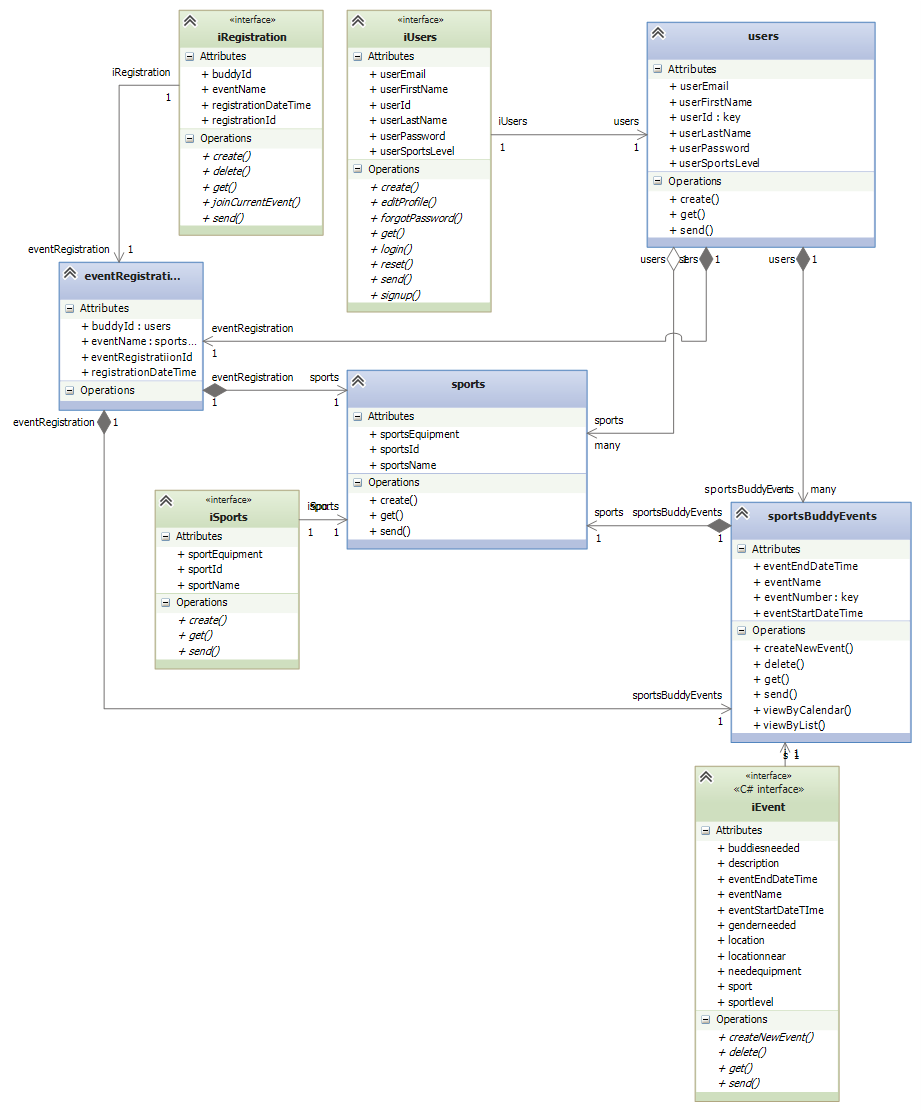 «interface»
iRegistration
Attributes
+ buddyId
+ eventName
+ registrationDateTime
+ registrationId
Operations
+ create()
+ delete()
+ get()
+ joinCurrentEvent()
+ send()
«interface»
iUsers
Attributes
+ userEmail
+ userFirstName
+ userId
+ userLastName
+ userPassword
+ userSportsLevel
Operations
+ create()
+ editProfile()
+ forgotPassword()
+ get()
+ login()
+ reset()
+ send()
+ signup()
users
Attributes
+ userEmail
+ userFirstName
+ userId : key
+ userLastName
+ userPassword
+ userSportsLevel
Operations
+ create()
+ get()
+ send()
iRegistration
1
iUsers
1
users
1
eventRegistration
1
users
1
users
1
eventRegistrati...
Attributes
+ buddyId : users
+ eventName : sports...
+ eventRegistratiionId
+ registrationDateTime
Operations
eventRegistration
1
eventRegistration
1
sports
1
eventRegistration
1
sports
Attributes
+ sportsEquipment
+ sportsId
+ sportsName
Operations
+ create()
+ get()
+ send()
sports
many
sportsBuddyEvents
many
«interface»
iSports
Attributes
+ sportEquipment
+ sportId
+ sportName
Operations
+ create()
+ get()
+ send()
1
sports
1
sports
1
sportsBuddyEvents
1
sportsBuddyEvents
Attributes
+ eventEndDateTime
+ eventName
+ eventNumber : key
+ eventStartDateTime
Operations
+ createNewEvent()
+ delete()
+ get()
+ send()
+ viewByCalendar()
+ viewByList()
sportsBuddyEvents
1
1
«interface»
«C# interface»
iEvent
Attributes
+ buddiesneeded
+ description
+ eventEndDateTime
+ eventName
+ eventStartDateTIme
+ genderneeded
+ location
+ locationnear
+ needequipment
+ sport
+ sportlevel
Operations
+ createNewEvent()
+ delete()
+ get()
+ send()